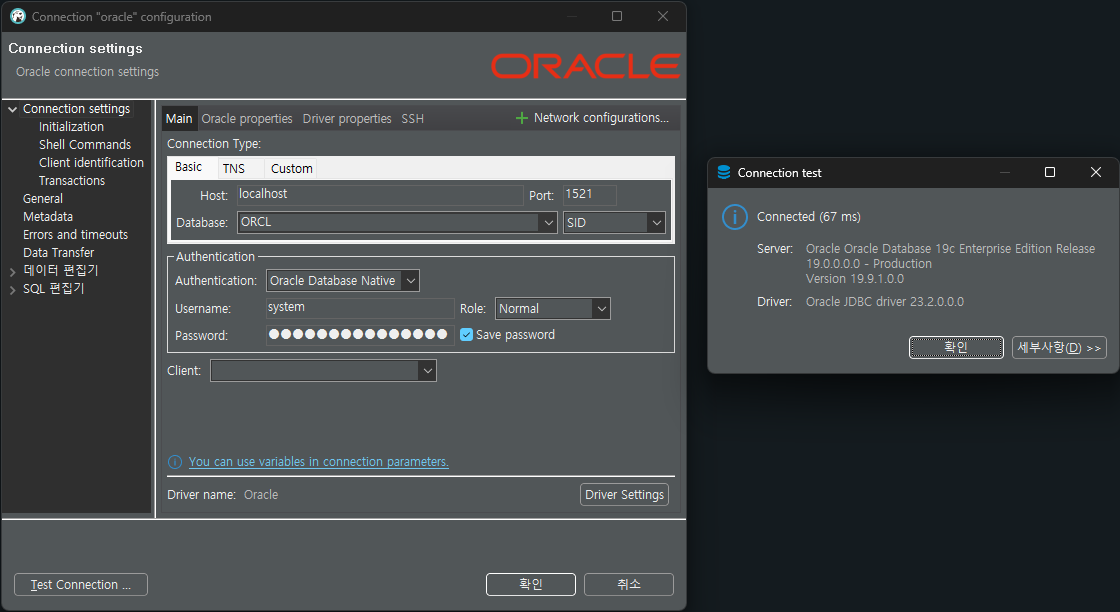 Connection "oracle" configuration
Connection settings
Oracle connection settings
ORACLE
Connection settings
Initialization
Shell Commands
Client identification
Transactions
General
Metadata
Errors and timeouts
Data Transfer
데이터 편집기
SQL 편집기
Main Oracle properties Driver properties SSH Network configurations...
Connection Type:
Basic TNS Custom
Host: localhost Port: 1521
Database: ORCL SID
Authentication
Authentication: Oracle Database Native
Username: system Role: Normal
Password: ●●●●●●●●●●●●●●● Save password
Client:
You can use variables in connection parameters.
Driver name: Oracle Driver Settings
Test Connection ... 확인 취소
Connection test
Connected (67 ms)
Server: Oracle Oracle Database 19c Enterprise Edition Release
19.0.0.0.0 - Production
Version 19.9.1.0.0
Driver: Oracle JDBC driver 23.2.0.0.0
확인 세부사항(D) >>